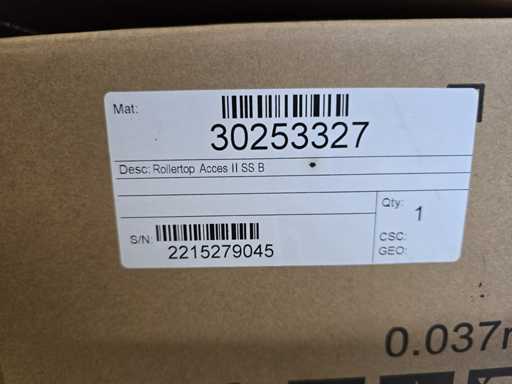 Mat:
30253327
Desc: Rollertop Acces II SS B
Qty:
1
S/N:
2215279045
CSC:
GEO:
0.037